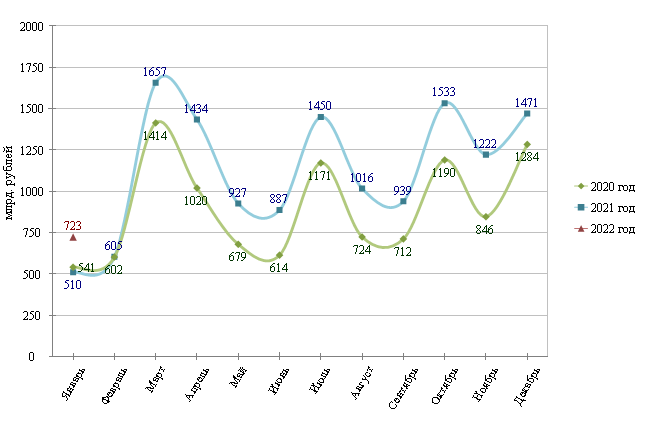 2000
1750
1500
1250
1000
750
500
250
0
млрд. рублей
723
541
510
605
602
1657
1414
1434
1020
927
679
887
614
1450
1171
1016
724
939
712
1533
1190
1222
846
1471
1284
Январь
Февраль
Март
Апрель
Май
Июнь
Июль
Август
Сентябрь
Октябрь
Ноябрь
Декабрь
2020 год
2021 год
2022 год